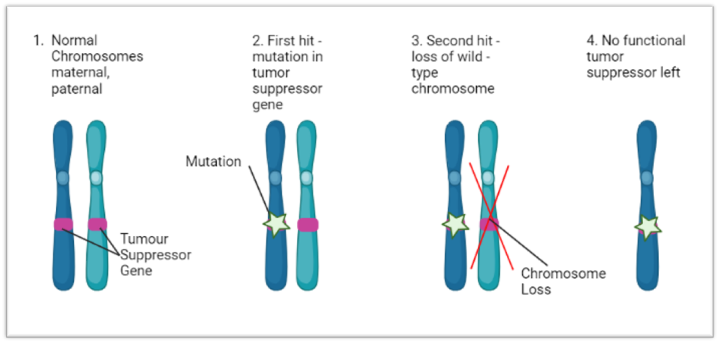 1. Normal
Chromosomes
maternal,
paternal
2. First hit -
mutation in
tumor
suppressor
gene
3. Second hit -
loss of wild -
type
chromosome
4. No functional
tumor
suppressor left
Mutation
Tumour
Suppressor
Gene
Chromosome
Loss